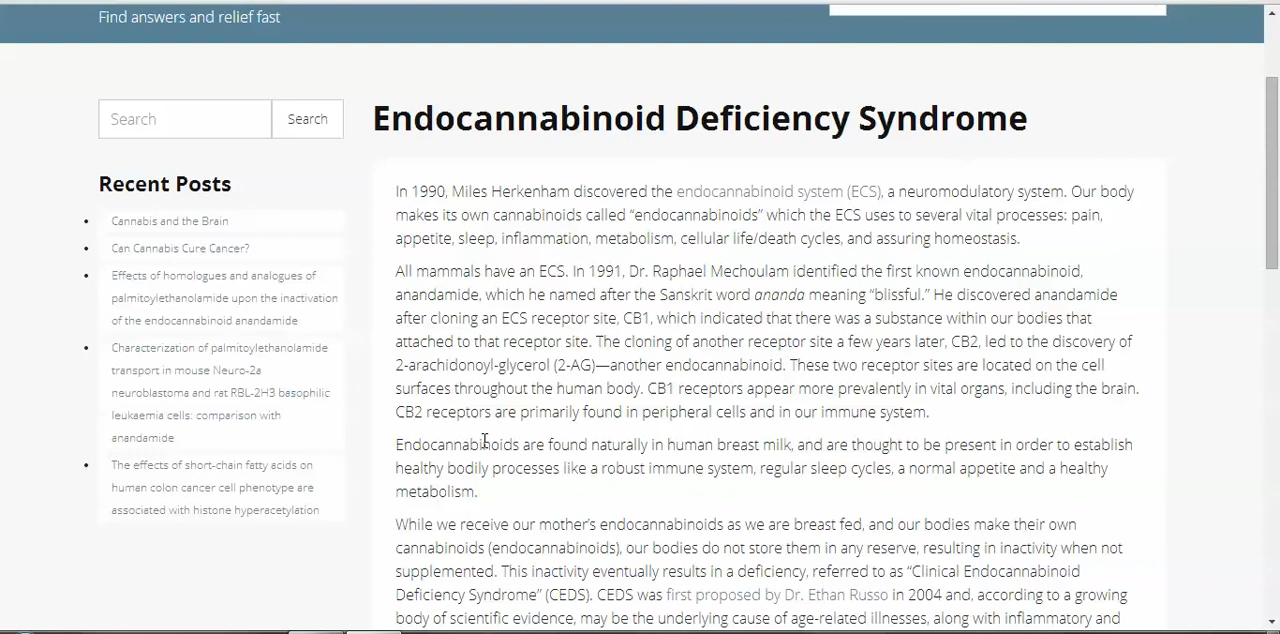 Find answers and relief fast
Search
Search
Recent Posts
Cannabis and the Brain
Can Cannabis Cure Cancer?
Effects of homologues and analogues of
palmitoylethanolamide upon the inactivation
of the endocannabinoid anandamide
Characterization of palmitoylethanolamide
transport in mouse Neuro-2a
neuroblastoma and rat RBL-2H3 basophilic
leukaemia cells: comparison with
anandamide
The effects of short-chain fatty acids on
human colon cancer cell phenotype are
associated with histone hyperacetylation
Endocannabinoid Deficiency Syndrome
In 1990, Miles Herkenham discovered the endocannabinoid system (ECS), a neuromodulatory system. Our body
makes its own cannabinoids called “endocannabinoids” which the ECS uses to several vital processes: pain,
appetite, sleep, inflammation, metabolism, cellular life/death cycles, and assuring homeostasis.
All mammals have an ECS. In 1991, Dr. Raphael Mechoulam identified the first known endocannabinoid,
anandamide, which he named after the Sanskrit word ananda meaning “blissful.” He discovered anandamide
after cloning an ECS receptor site, CB1, which indicated that there was a substance within our bodies that
attached to that receptor site. The cloning of another receptor site a few years later, CB2, led to the discovery of
2-arachidonoyl-glycerol (2-AG)—another endocannabinoid. These two receptor sites are located on the cell
surfaces throughout the human body. CB1 receptors appear more prevalently in vital organs, including the brain.
CB2 receptors are primarily found in peripheral cells and in our immune system.
Endocannabinoids are found naturally in human breast milk, and are thought to be present in order to establish
healthy bodily processes like a robust immune system, regular sleep cycles, a normal appetite and a healthy
metabolism.
While we receive our mother’s endocannabinoids as we are breast fed, and our bodies make their own
cannabinoids (endocannabinoids), our bodies do not store them in any reserve, resulting in inactivity when not
supplemented. This inactivity eventually results in a deficiency, referred to as “Clinical Endocannabinoid
Deficiency Syndrome” (CEDS). CEDS was first proposed by Dr. Ethan Russo in 2004 and, according to a growing
body of scientific evidence, may be the underlying cause of age-related illnesses, along with inflammatory and